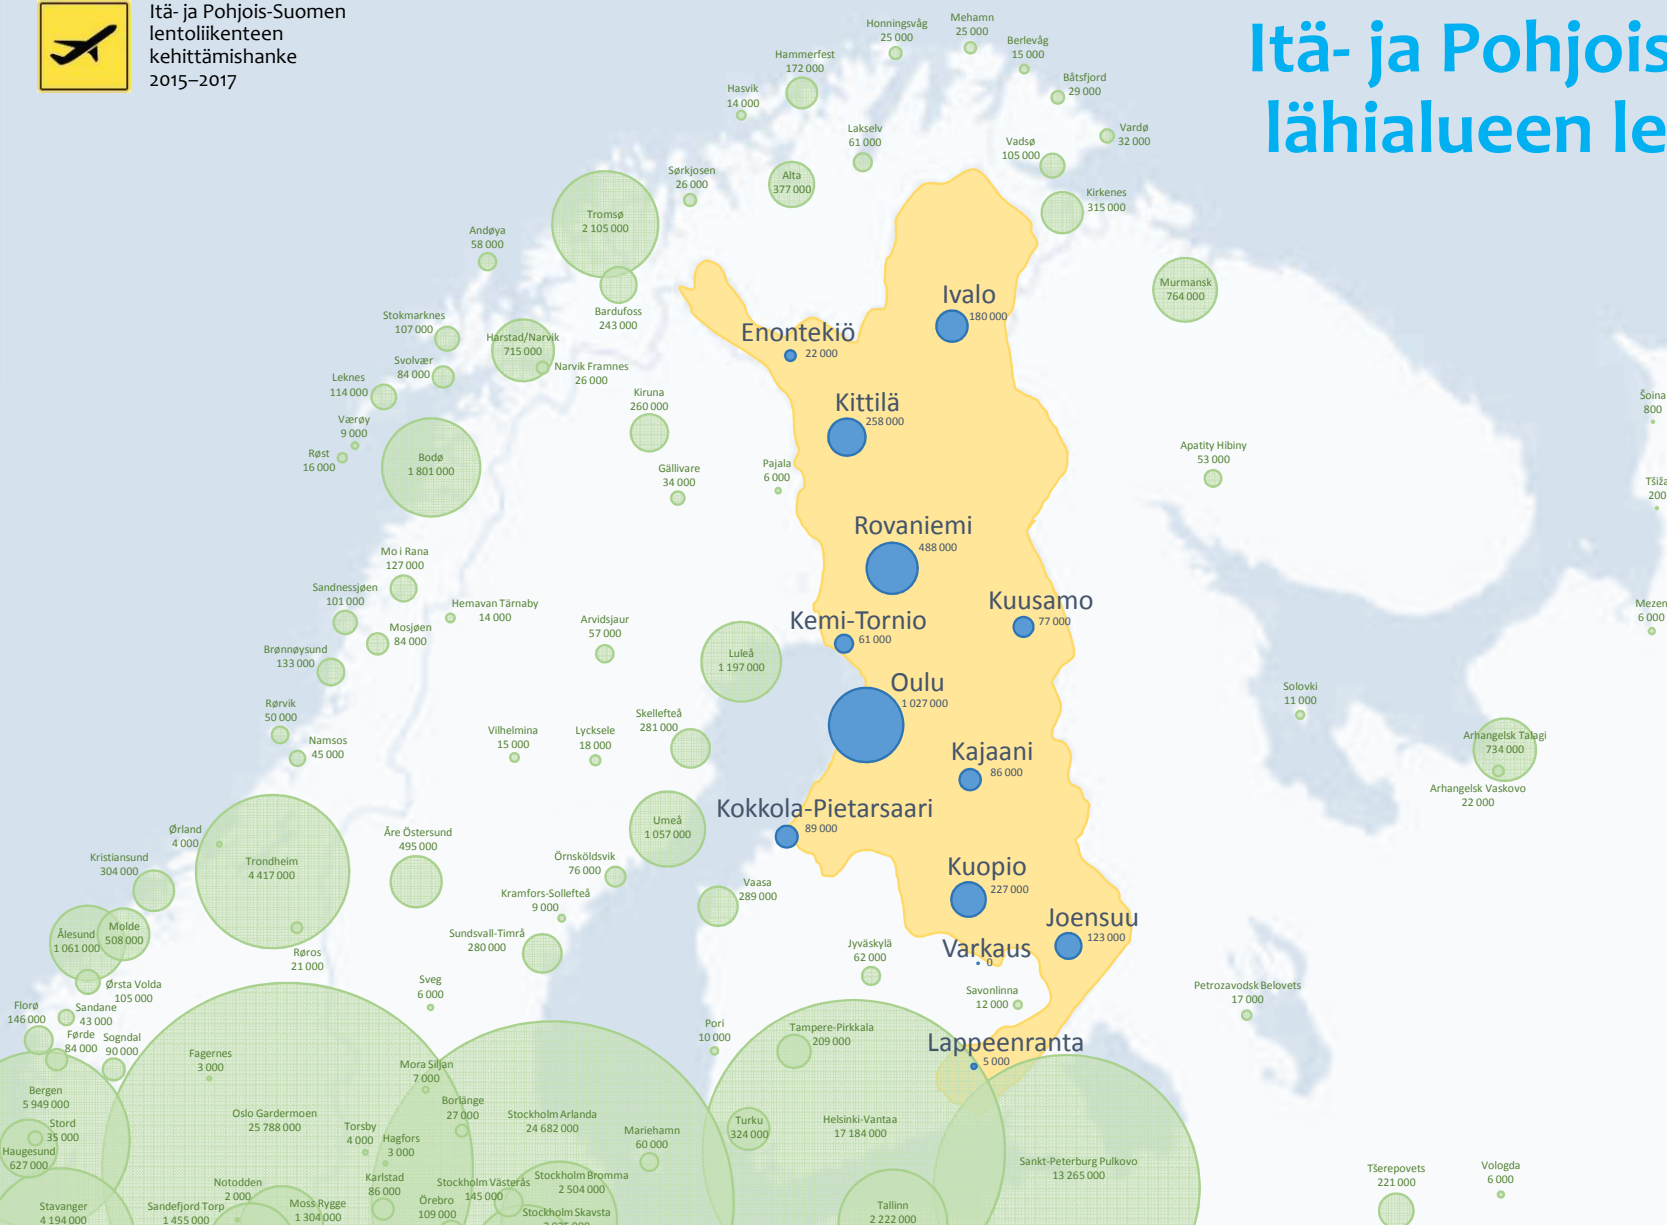 Itä- ja Pohjois-Suomen
lentoliikenteen
kehittämishanke
2015–2017
Itä- ja Pohjois
lähialueen le
Honningsvåg
25 000
Mehamn
25 000
Berlevåg
15 000
Hammerfest
172 000
Båtsfjord
29 000
Hasvik
14 000
Lakselv
61 000
Vardø
32 000
Vadsø
105 000
Sørkjosen
26 000
Alta
377 000
Kirkenes
315 000
Tromsø
2 105 000
Andøya
58 000
Murmansk
764 000
Bardufoss
243 000
Ivalo
180 000
Stokmarknes
107 000
Harstad/Narvik
715 000
Enontekiö
22 000
Svolvær
84 000
Narvik Framnes
26 000
Leknes
114 000
Kiruna
260 000
Kittilä
258 000
Šoina
800
Værøy
9 000
Røst
16 000
Bodø
1 801 000
Apatity Hibiny
53 000
Gällivare
34 000
Pajala
6 000
Tšiža
200
Rovaniemi
488 000
Mo i Rana
127 000
Sandnessjøen
101 000
Hemavan Tärnaby
14 000
Kuusamo
77 000
Mezen
6 000
Mosjøen
84 000
Arvidsjaur
57 000
Kemi-Tornio
61 000
Brønnøysund
133 000
Luleå
1 197 000
Oulu
1 027 000
Solovki
11 000
Rørvik
50 000
Skellefteå
281 000
Namsos
45 000
Vilhelmina
15 000
Lycksele
18 000
Arhangelsk Talagi
734 000
Kajaani
86 000
Arhangelsk Vaskovo
22 000
Kokkola-Pietarsaari
89 000
Umeå
1 057 000
Ørland
4 000
Åre Östersund
495 000
Kristiansund
304 000
Trondheim
4 417 000
Örnsköldsvik
76 000
Kuopio
227 000
Vaasa
289 000
Kramfors-Sollefteå
9 000
Joensuu
123 000
Ålesund
1 061 000
Molde
508 000
Sundsvall-Timrå
280 000
Jyväskylä
62 000
Varkaus
0
Røros
21 000
Ørsta Volda
105 000
Sveg
6 000
Savonlinna
12 000
Petrozavodsk Belovets
17 000
Florø
146 000
Sandane
43 000
Førde
84 000
Sogndal
90 000
Pori
10 000
Tampere-Pirkkala
209 000
Lappeenranta
5 000
Fagernes
3 000
Mora Siljan
7 000
Bergen
5 949 000
Borlänge
27 000
Oslo Gardermoen
25 788 000
Stockholm Arlanda
24 682 000
Turku
324 000
Helsinki-Vantaa
17 184 000
Stord
35 000
Torsby
4 000
Mariehamn
60 000
Haugesund
627 000
Hagfors
3 000
Sankt-Peterburg Pulkovo
13 265 000
Tšerepovets
221 000
Vologda
6 000
Notodden
2 000
Karlstad
86 000
Stockholm Västerås
145 000
Stockholm Bromma
2 504 000
Stavanger
4 194 000
Sandefjord Torp
1 455 000
Moss Rygge
1 304 000
Örebro
109 000
Stockholm Skavsta
Tallinn
2 222 000